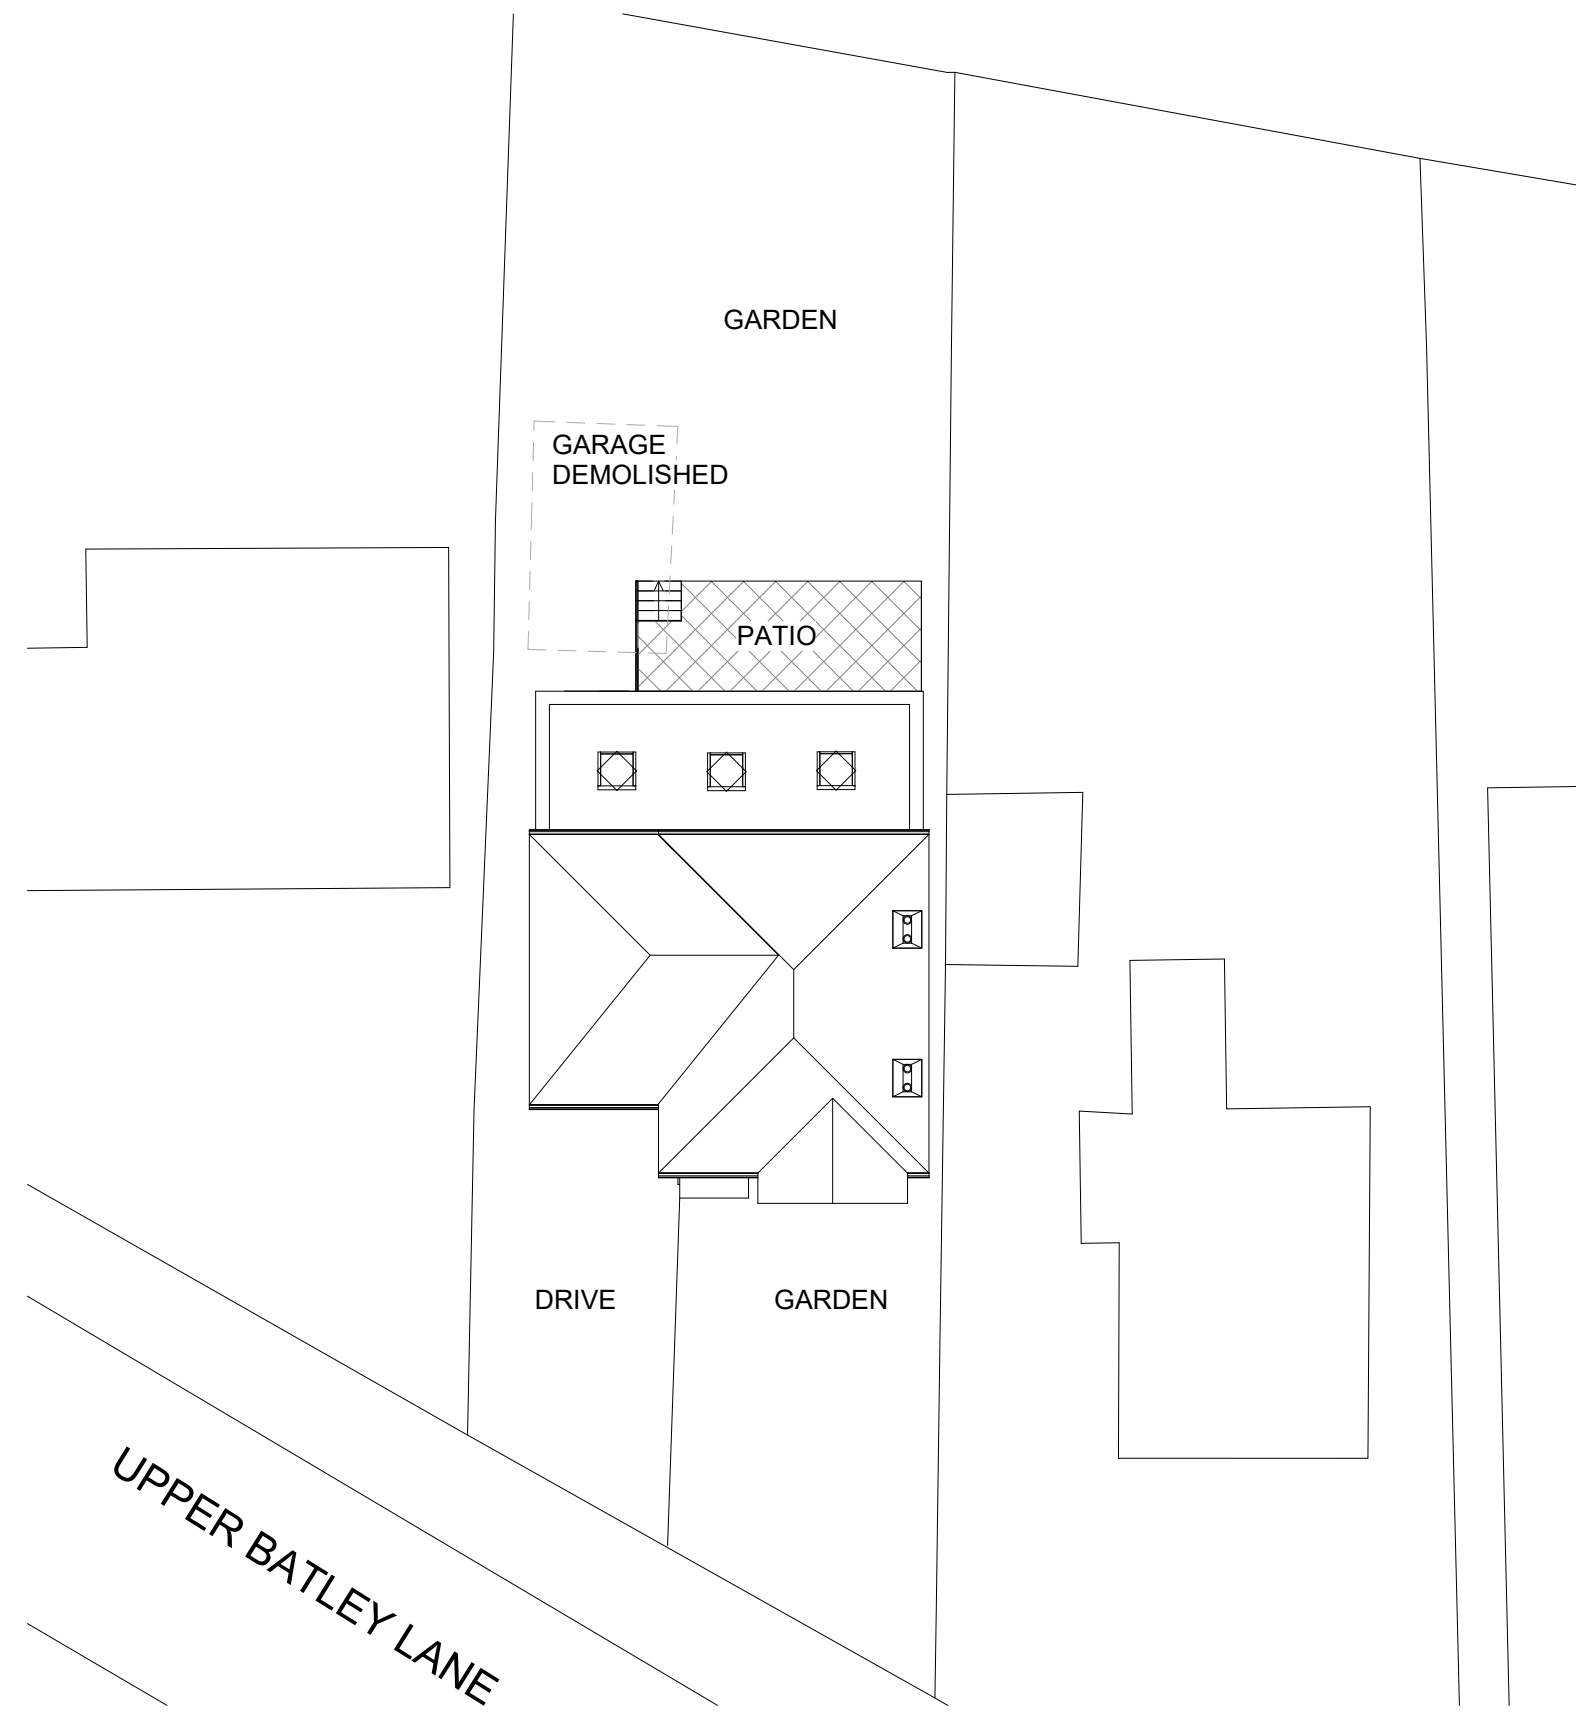 GARDEN
GARAGE
DEMOLISHED
PATIO
DRIVE
GARDEN
UPPER BATLEY LANE